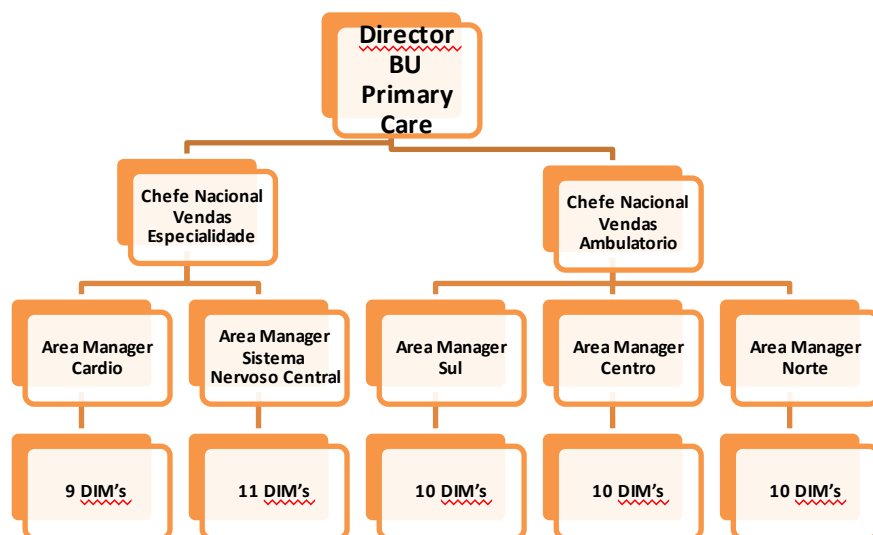 Director
BU
Primary
Care
Chefe Nacional
Vendas
Especialidade
Chefe Nacional
Vendas
Ambulatorio
Area Manager
Cardio
Area Manager
Sistema
Nervoso Central
Area Manager
Sul
Area Manager
Centro
Area Manager
Norte
9 DIM’s
11 DIM’s
10 DIM’s
10 DIM’s
10 DIM’s